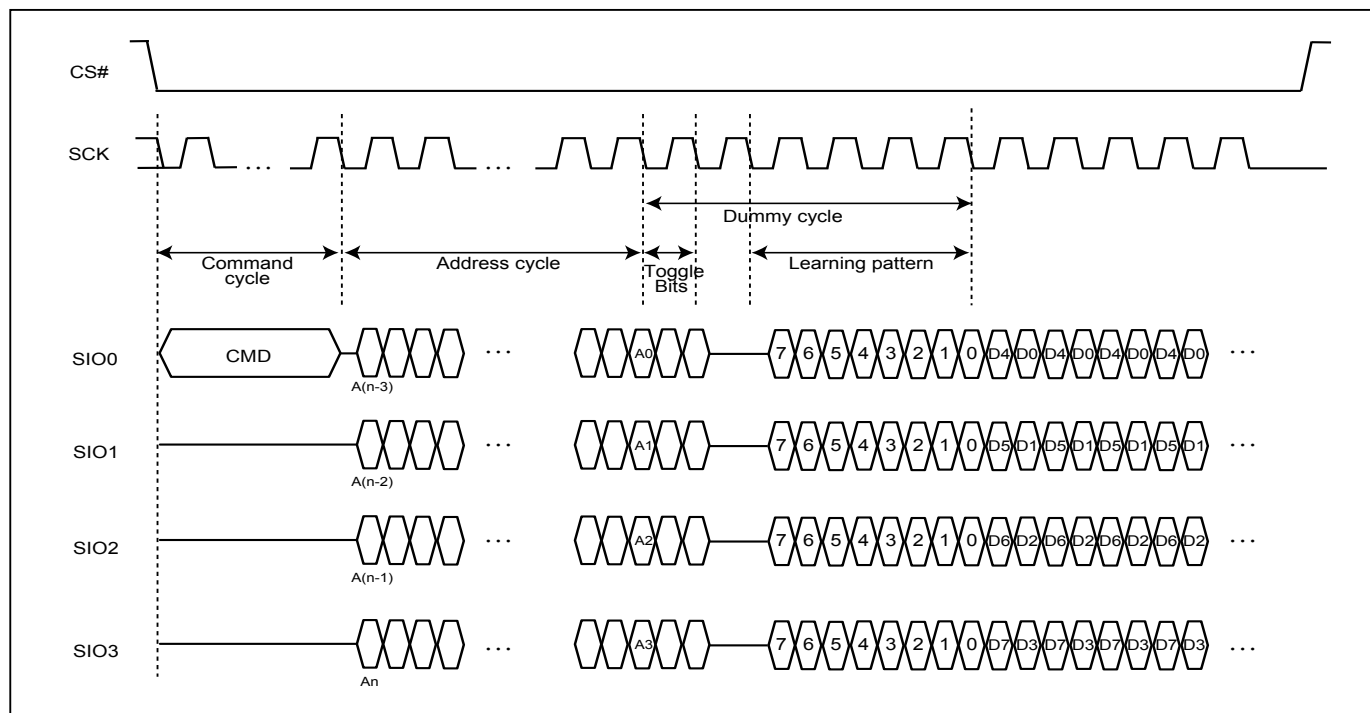 CS#
SCK
...
...
Dummy cycle
Command
cycle
Address cycle
Toggle
Bits
Learning pattern
SIO0
CMD
...
A0
7 6 5 4 3 2 1 0 D4 D0 D4 D0 D4 D0 D4 D0
...
A(n-3)
SIO1
...
A1
7 6 5 4 3 2 1 0 D5 D1 D5 D1 D5 D1 D5 D1
...
A(n-2)
SIO2
...
A2
7 6 5 4 3 2 1 0 D6 D2 D6 D2 D6 D2 D6 D2
...
A(n-1)
SIO3
...
A3
7 6 5 4 3 2 1 0 D7 D3 D7 D3 D7 D3 D7 D3
...
An